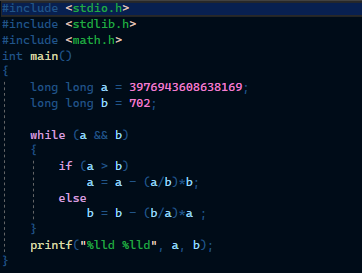 #include <stdio.h>
#include <stdlib.h>
#include <math.h>
int main()
{
    long long a = 3976943608638169;
    long long b = 702;

    while (a && b)
    {
        if (a > b)
            a = a - (a/b)*b;
        else
            b = b - (b/a)*a ;
    }
    printf("%lld %lld", a, b);
}